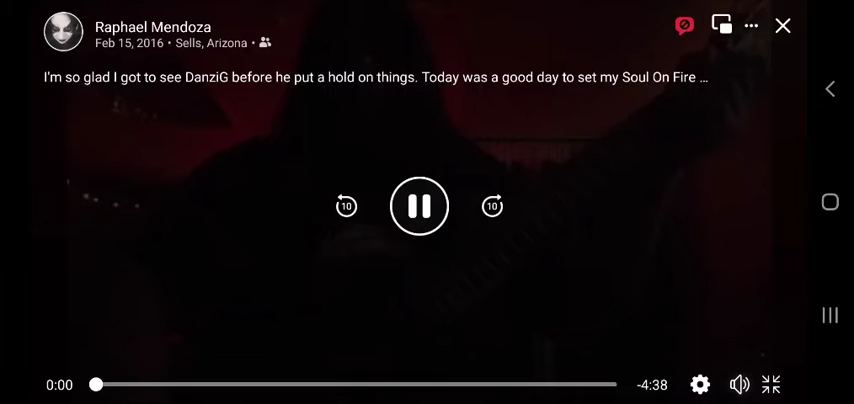 Raphael Mendoza
Feb 15, 2016 • Sells, Arizona •
I'm so glad I got to see DanziG before he put a hold on things. Today was a good day to set my Soul On Fire ...
10
10
0:00
-4:38